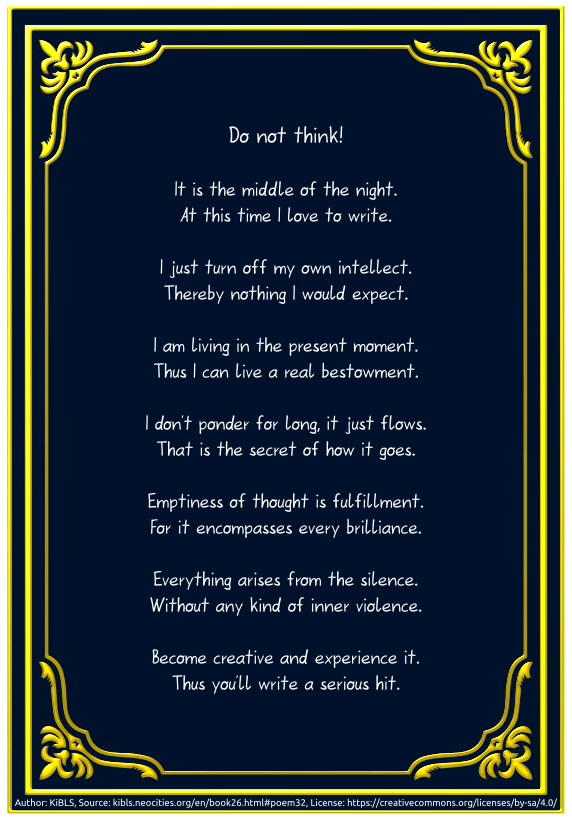 Do not think!
It is the middle of the night.
At this time I love to write.
I just turn off my own intellect.
Thereby nothing I would expect.
I am living in the present moment.
Thus I can live a real bestowment.
I don't ponder for long, it just flows.
That is the secret of how it goes.
Emptiness of thought is fulfillment.
For it encompasses every brilliance.
Everything arises from the silence.
Without any kind of inner violence.
Become creative and experience it.
Thus you'll write a serious hit.
Author: KiBLS, Source: kibls.neocities.org/en/book26.html#poem32, License: https://creativecommons.org/licenses/by-sa/4.0/